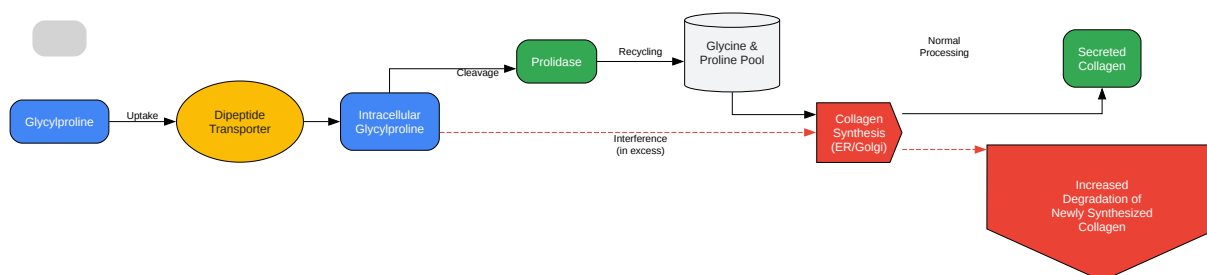 Glycylproline
Uptake
Dipeptide
Transporter
Intracellular
Glycylproline
Cleavage
Prolidase
Recycling
Glycine &
Proline Pool
Interference
(in excess)
Collagen
Synthesis
(ER/Golgi)
Normal
Processing
Secreted
Collagen
Increased
Degradation of
Newly Synthesized
Collagen